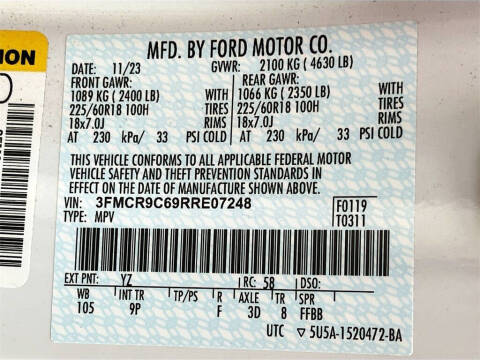 ION
MFD. BY FORD MOTOR CO.
DATE: 11/23 GVWR: 2100 KG ( 4630 LB)
FRONT GAWR: REAR GAWR:
1089 KG ( 2400 LB) WITH 1066 KG ( 2350 LB) WITH
225/60R18 100H TIRES 225/60R18 100H TIRES
18x7.0J RIMS 18x7.0J RIMS
AT 230 kPa/ 33 PSI COLD AT 230 kPa/ 33 PSI COLD
THIS VEHICLE CONFORMS TO ALL APPLICABLE FEDERAL MOTOR
VEHICLE SAFETY AND THEFT PREVENTION STANDARDS IN
EFFECT ON THE DATE OF MANUFACTURE SHOWN ABOVE.
VIN: 3FMCR9C69RRE07248 F0119
TYPE: MPV T0311
EXT PNT: YZ RC: 58 DSO:
WB INT TR TP/PS R AXLE TR SPR
105 9P F 3D 8 FFBB
UTC ▽ 5U5A-1520472-BA